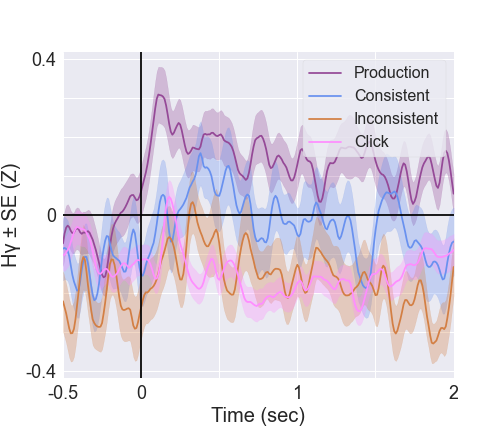 0.4
0
-0.4
Hγ ± SE (Z)
Production
Consistent
Inconsistent
Click
-0.5
0
1
2
Time (sec)